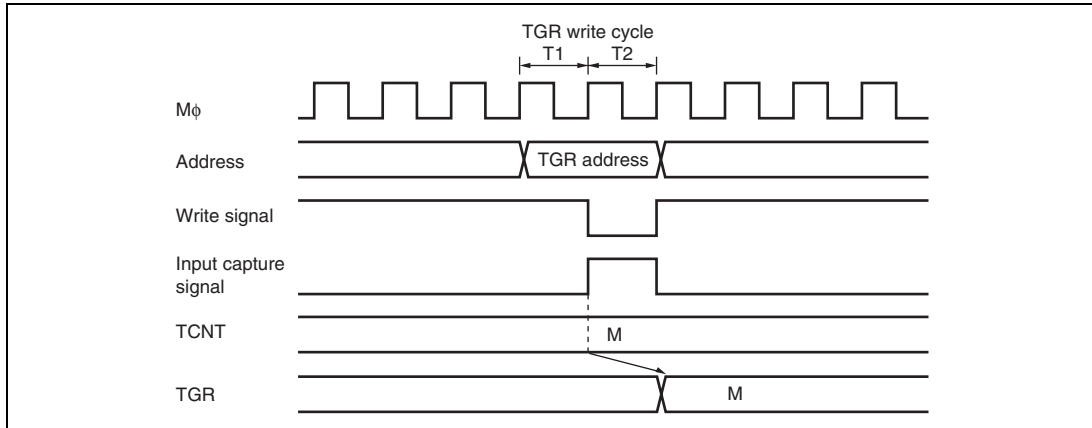 TGR write cycle
T1 T2
Mϕ
Address
TGR address
Write signal
Input capture
signal
TCNT
M
TGR
M